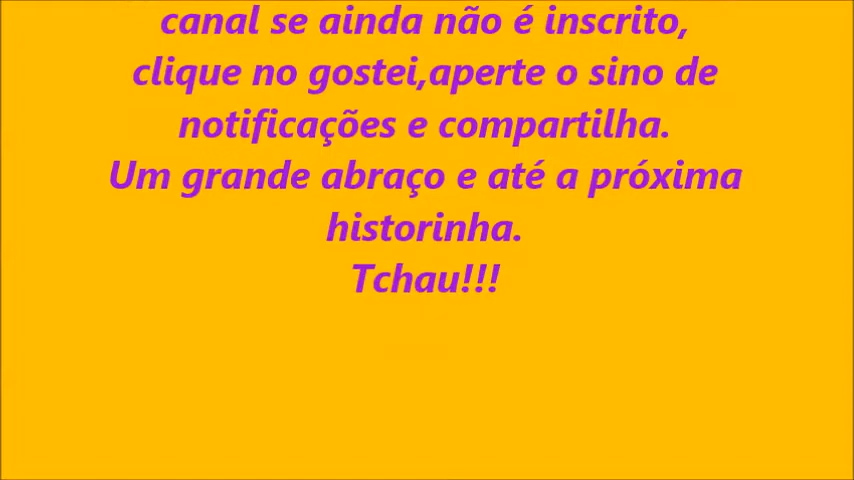 canal se ainda não é inscrito,
clique no gostei,aperte o sino de
notificações e compartilha.
Um grande abraço e até a próxima
historinha.
Tchau!!!